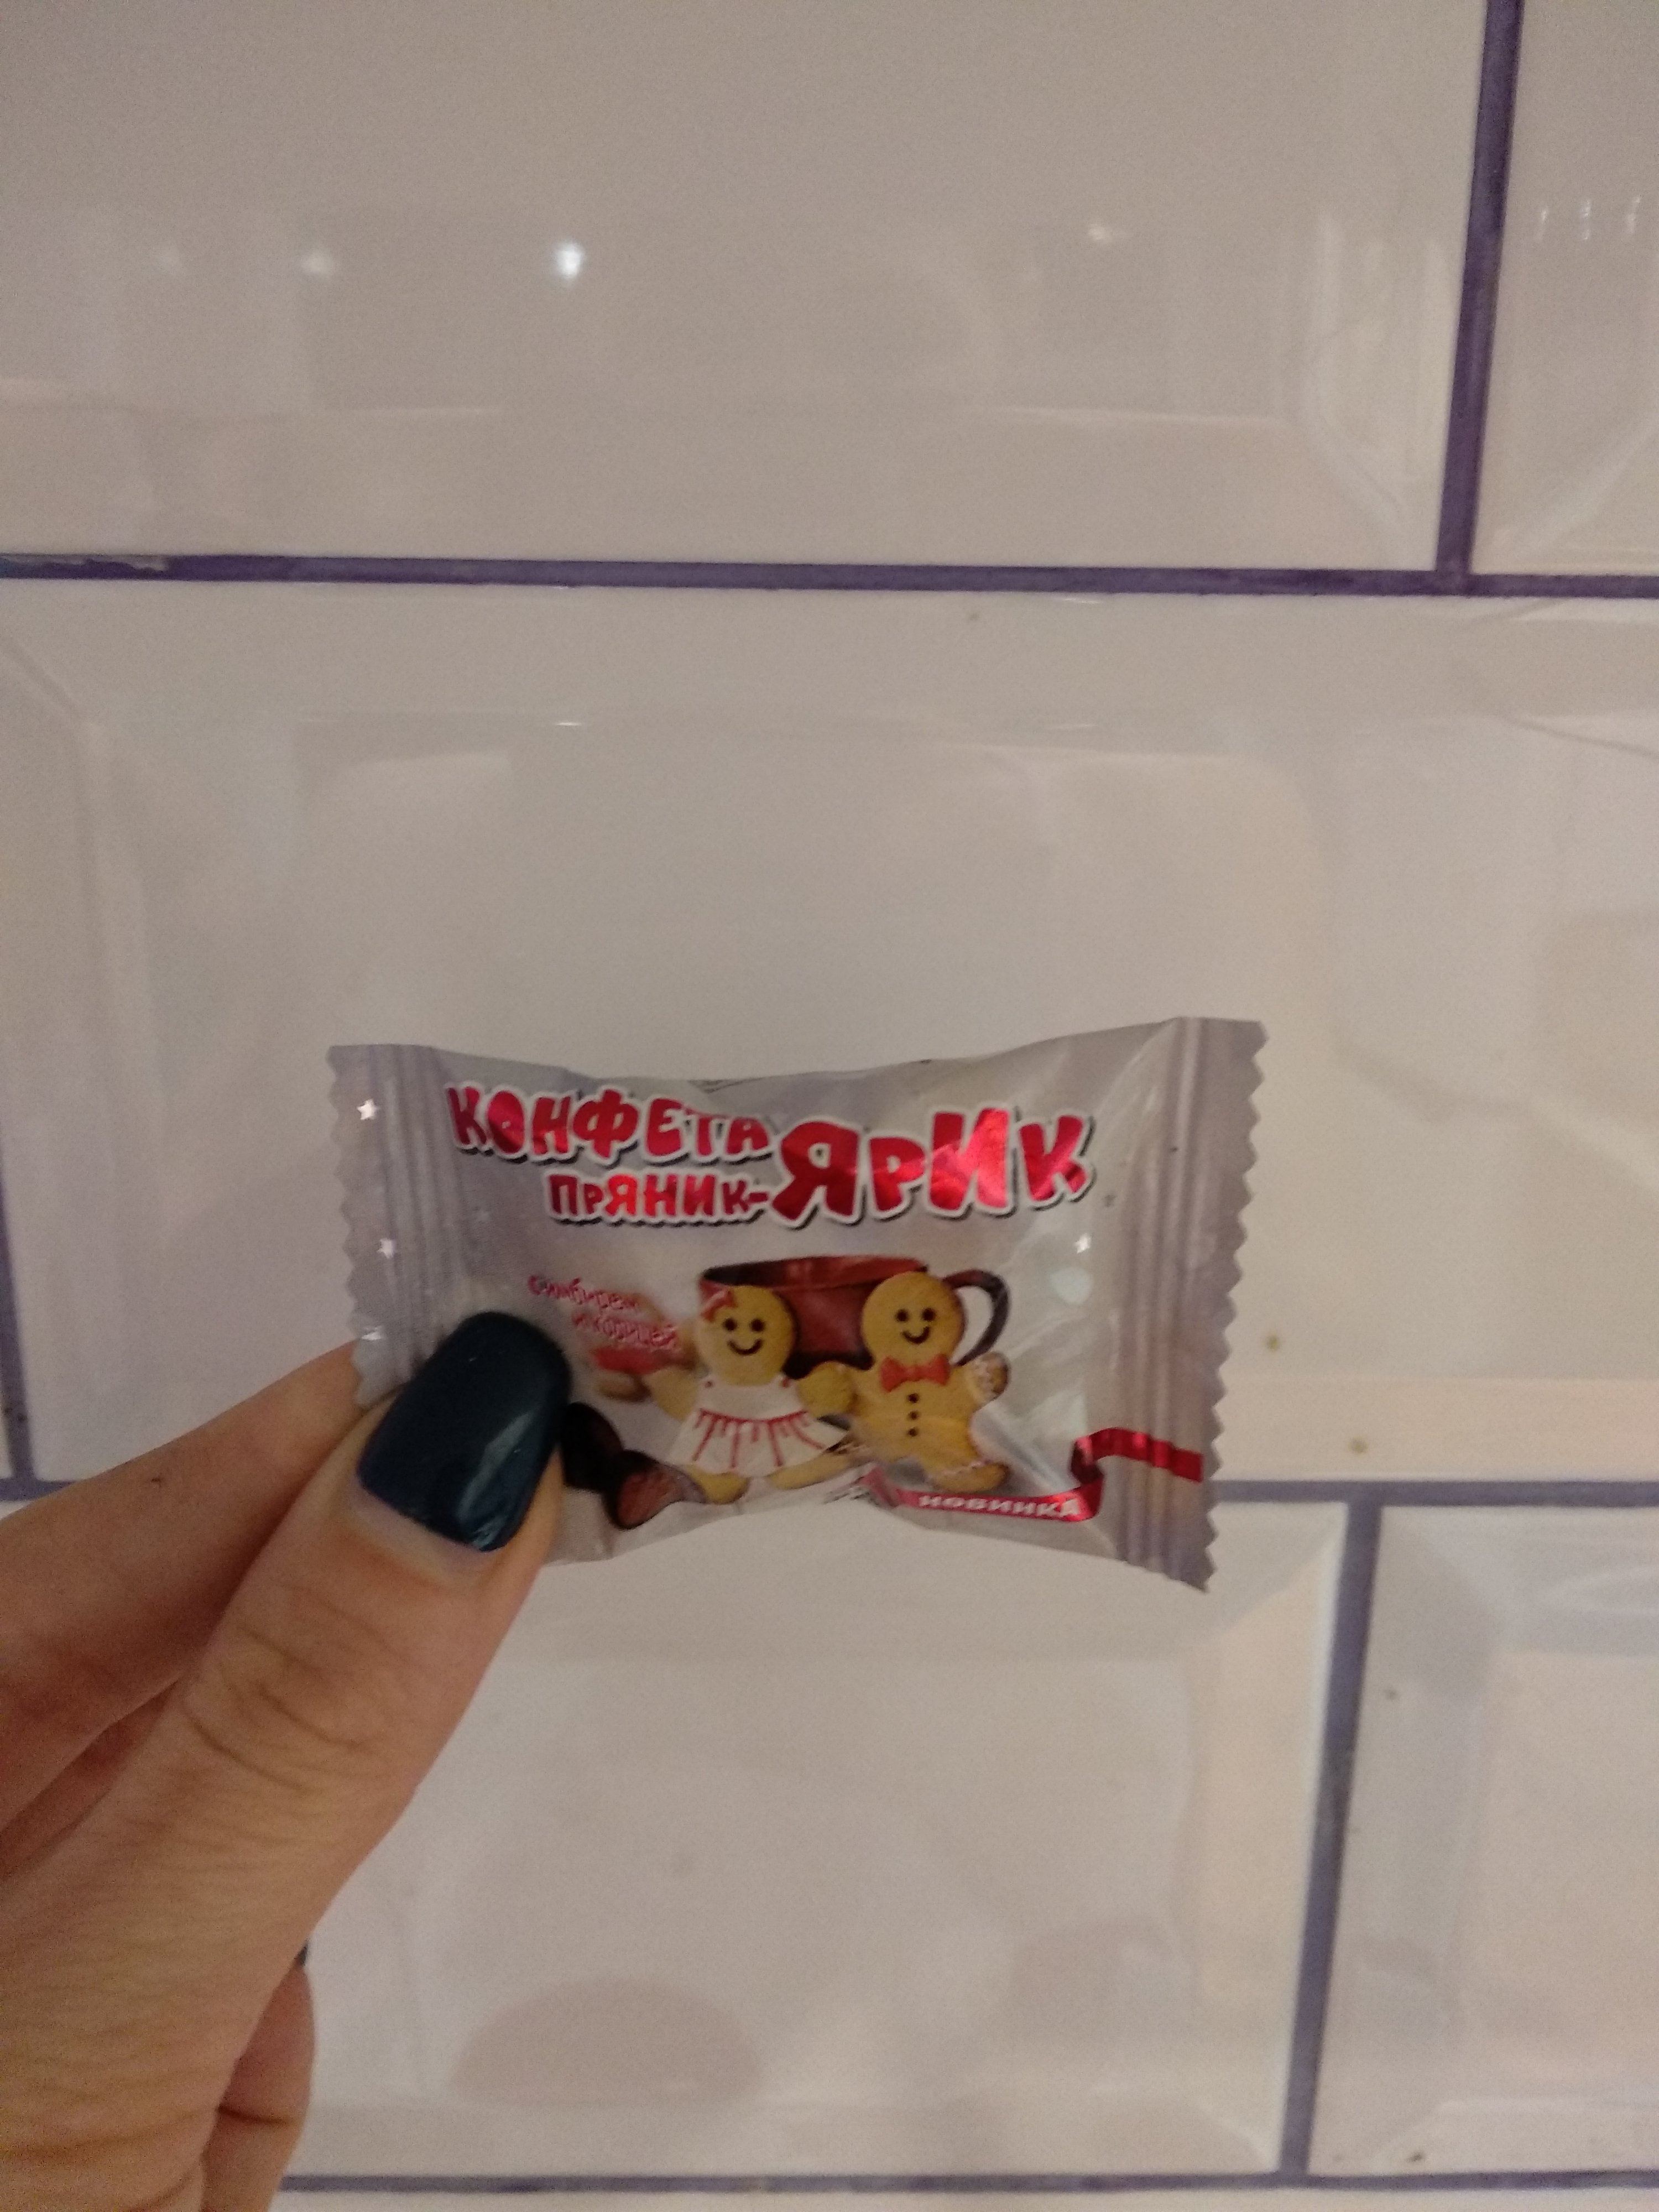 КОНФЕТА
ПРЯНИК-ЯРИК
с имбирем
и корицей
НОВИНКА